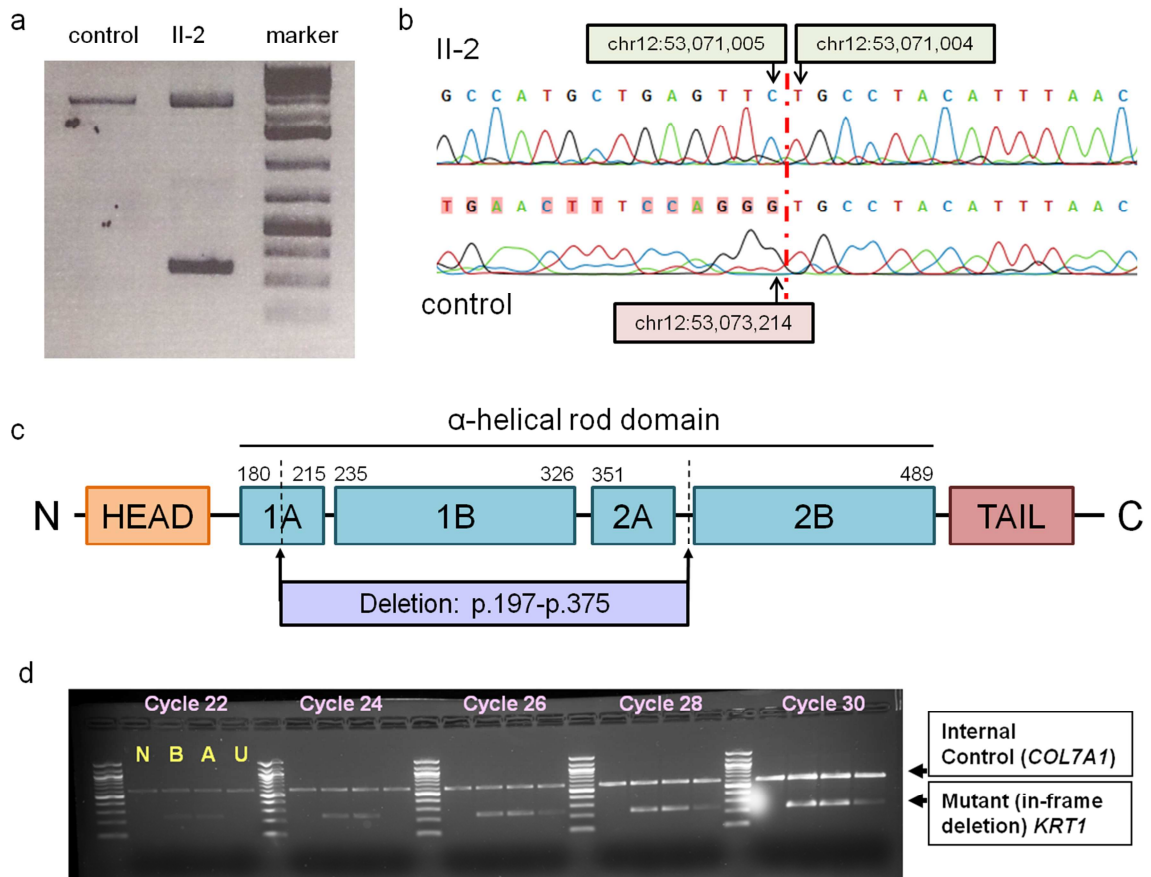 a
control II-2 marker
b
II-2
chr12:53,071,005 chr12:53,071,004
G C C A T G C T G A G T T C T G C C T A C A T T T A A C
T G A A C T T C C A G G G T G C C T A C A T T T A A C
control
chr12:53,073,214
c
α-helical rod domain
180 215 235 326 351 489
N HEAD 1A 1B 2A 2B TAIL C
Deletion: p.197-p.375
d
Cycle 22 Cycle 24 Cycle 26 Cycle 28 Cycle 30
N B A U
Internal
Control (COL7A1)
Mutant (in-frame
deletion) KRT1